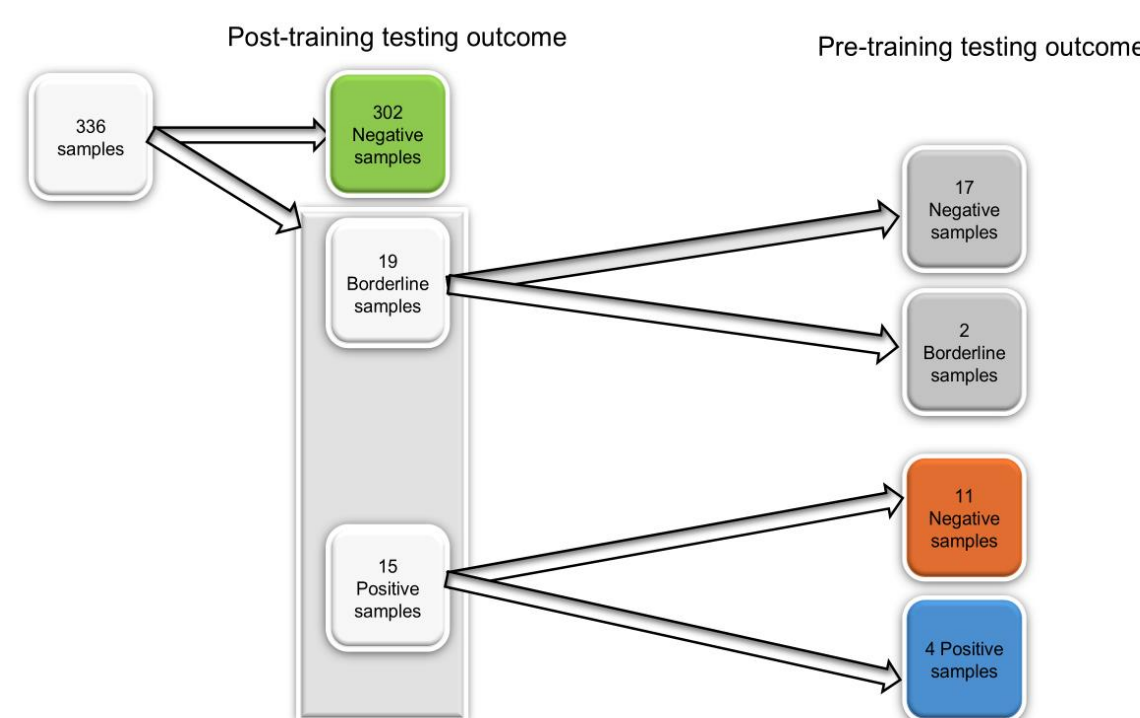 Post-training testing outcome
Pre-training testing outcome
336
samples
302
Negative
samples
19
Borderline
samples
15
Positive
samples
17
Negative
samples
2
Borderline
samples
11
Negative
samples
4 Positive
samples